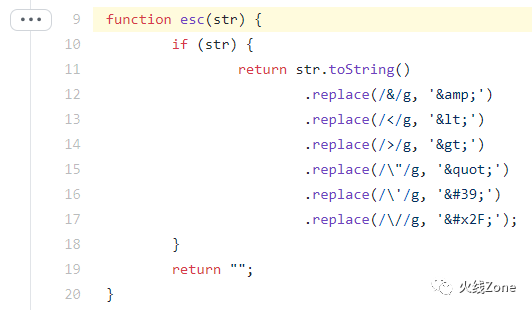 9 function esc(str) {
10 if (str) {
11 return str.toString()
12 .replace(/&/g, '&amp;')
13 .replace(/</g, '&lt;')
14 .replace(/>/g, '&gt;')
15 .replace(/\"/g, '&quot;')
16 .replace(/\'/g, '&#39;')
17 .replace(/\//g, '&#x2F;');
18 }
19 return "";
20 }
火线Zone